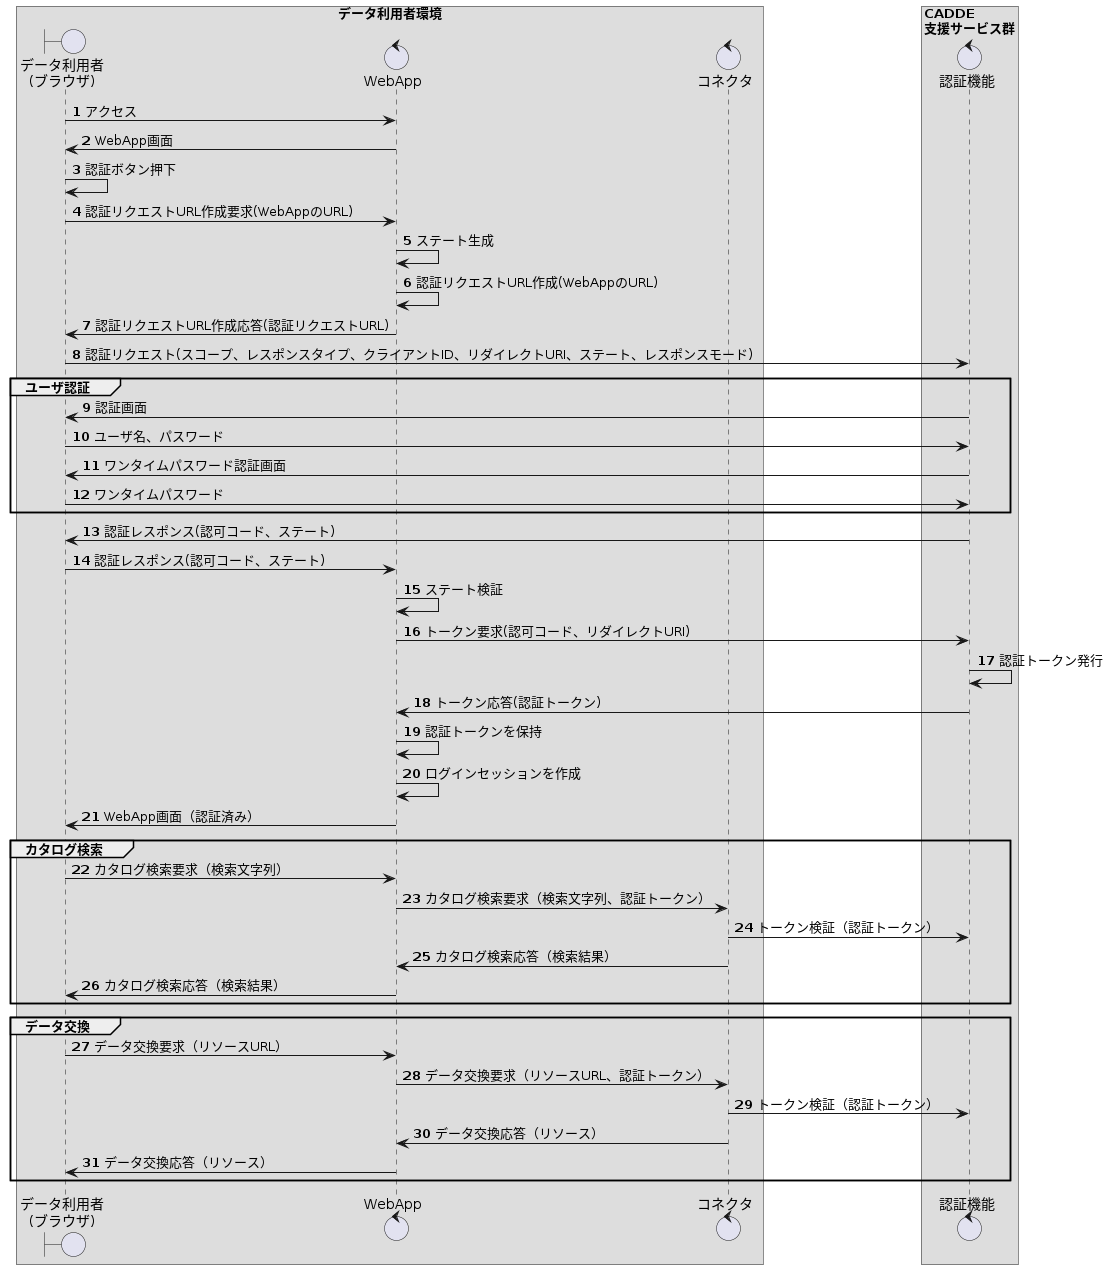 データ利用者環境
CADDE
支援サービス群
データ利用者
(ブラウザ)
WebApp
コネクタ
認証機能
1 アクセス
2 WebApp画面
3 認証ボタン押下
4 認証リクエストURL作成要求(WebAppのURL)
5 ステート生成
6 認証リクエストURL作成(WebAppのURL)
7 認証リクエストURL作成応答(認証リクエストURL)
8 認証リクエスト(スコープ、レスポンスタイプ、クライアントID、リダイレクトURI、ステート、レスポンスモード)
ユーザ認証
9 認証画面
10 ユーザ名、パスワード
11 ワンタイムパスワード認証画面
12 ワンタイムパスワード
13 認証レスポンス(認可コード、ステート)
14 認証レスポンス(認可コード、ステート)
15 ステート検証
16 トークン要求(認可コード、リダイレクトURI)
17 認証トークン発行
18 トークン応答(認証トークン)
19 認証トークンを保持
20 ログインセッションを作成
21 WebApp画面（認証済み）
カタログ検索
22 カタログ検索要求（検索文字列）
23 カタログ検索要求（検索文字列、認証トークン）
24 トークン検証（認証トークン）
25 カタログ検索応答（検索結果）
26 カタログ検索応答（検索結果）
データ交換
27 データ交換要求（リソースURL）
28 データ交換要求（リソースURL、認証トークン）
29 トークン検証（認証トークン）
30 データ交換応答（リソース）
31 データ交換応答（リソース）
データ利用者
(ブラウザ)
WebApp
コネクタ
認証機能